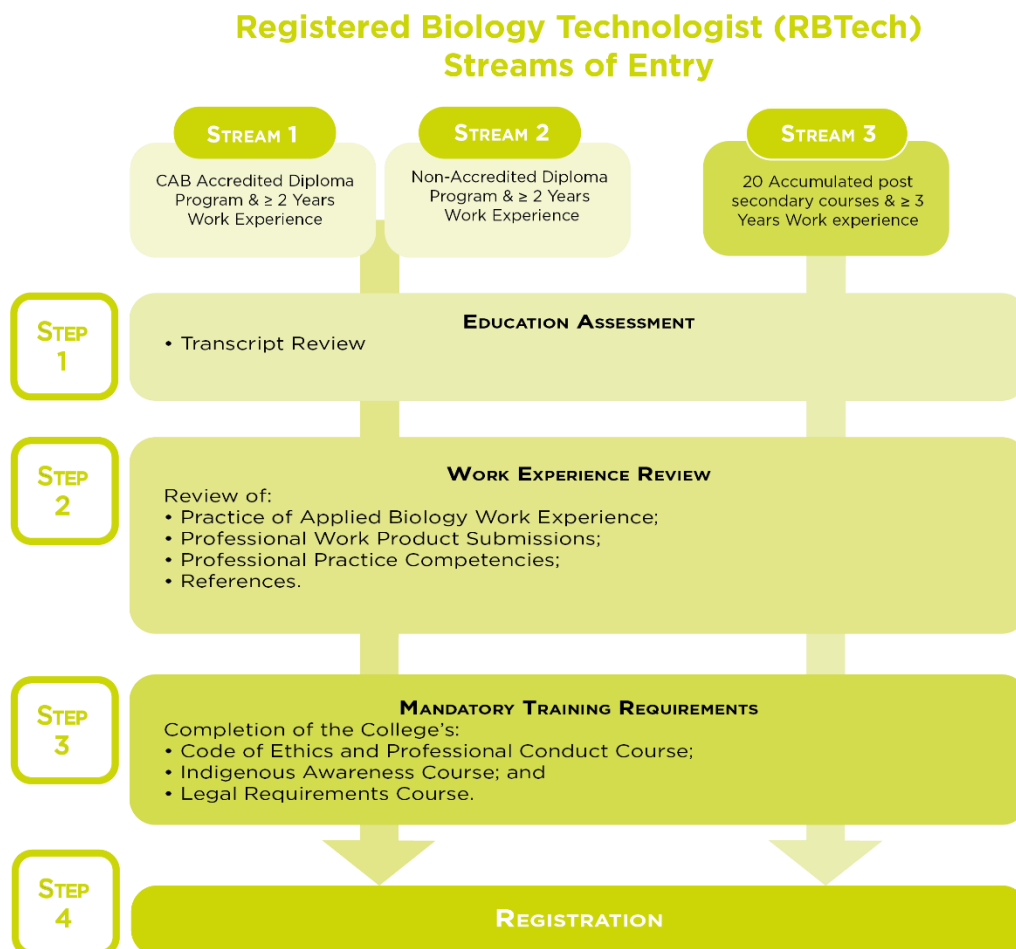 Registered Biology Technologist (RBTech)
Streams of Entry
STREAM 1
CAB Accredited Diploma
Program & ≥ 2 Years
Work Experience
STREAM 2
Non-Accredited Diploma
Program & ≥ 2 Years
Work Experience
STREAM 3
20 Accumulated post
secondary courses & ≥ 3
Years Work experience
STEP
1
EDUCATION ASSESSMENT
• Transcript Review
STEP
2
WORK EXPERIENCE REVIEW
Review of:
• Practice of Applied Biology Work Experience;
• Professional Work Product Submissions;
• Professional Practice Competencies;
• References.
STEP
3
MANDATORY TRAINING REQUIREMENTS
Completion of the College's:
• Code of Ethics and Professional Conduct Course;
• Indigenous Awareness Course; and
• Legal Requirements Course.
STEP
4
REGISTRATION